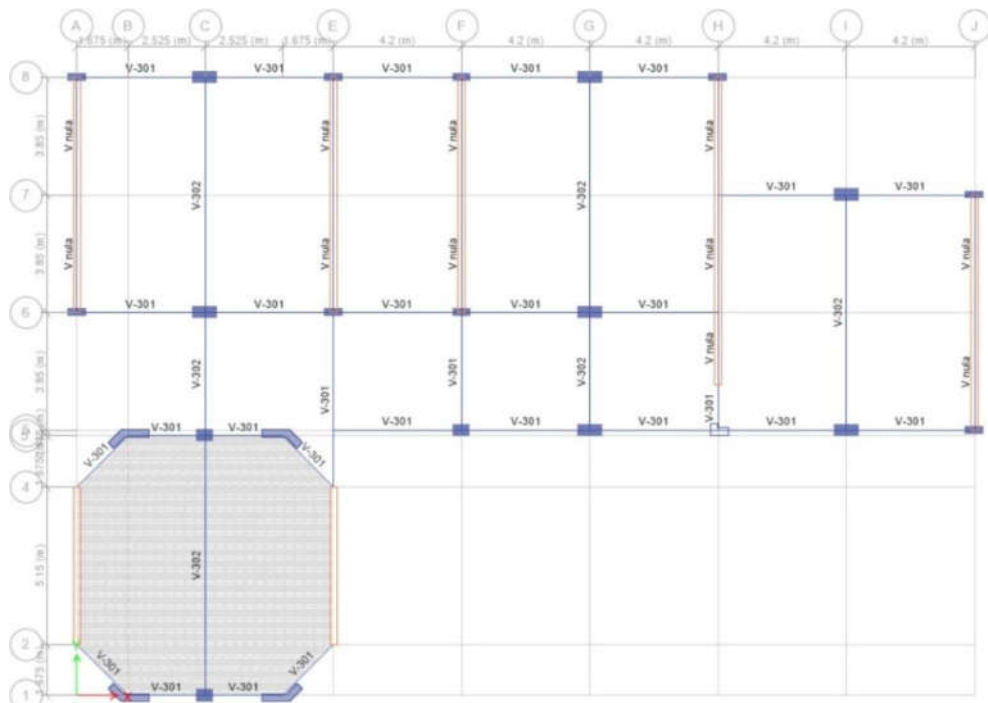 A B C E F G H I J
1.675 (m) 2.525 (m) 2.525 (m) 1.675 (m) 4.2 (m) 4.2 (m) 4.2 (m) 4.2 (m) 4.2 (m)
8 V-301 V-301 V-301 V-301 V-301
3.85 (m) V nula V nula V nula V nula
V-302 V-302
7 V-301 V-301
3.85 (m) V nula V nula V nula V nula V nula
V-302
6 V-301 V-301 V-301 V-301 V-301
3.85 (m) V-302 V-301 V-301 V-302 V nula V nula
V-301
V-301 V-301 V-301 V-301 V-301
V-301 V-301
V-301 V-301
4
5.15 (m) V-302
2
V-301 V-301
1.675 (m)
V-301 V-301
1 X